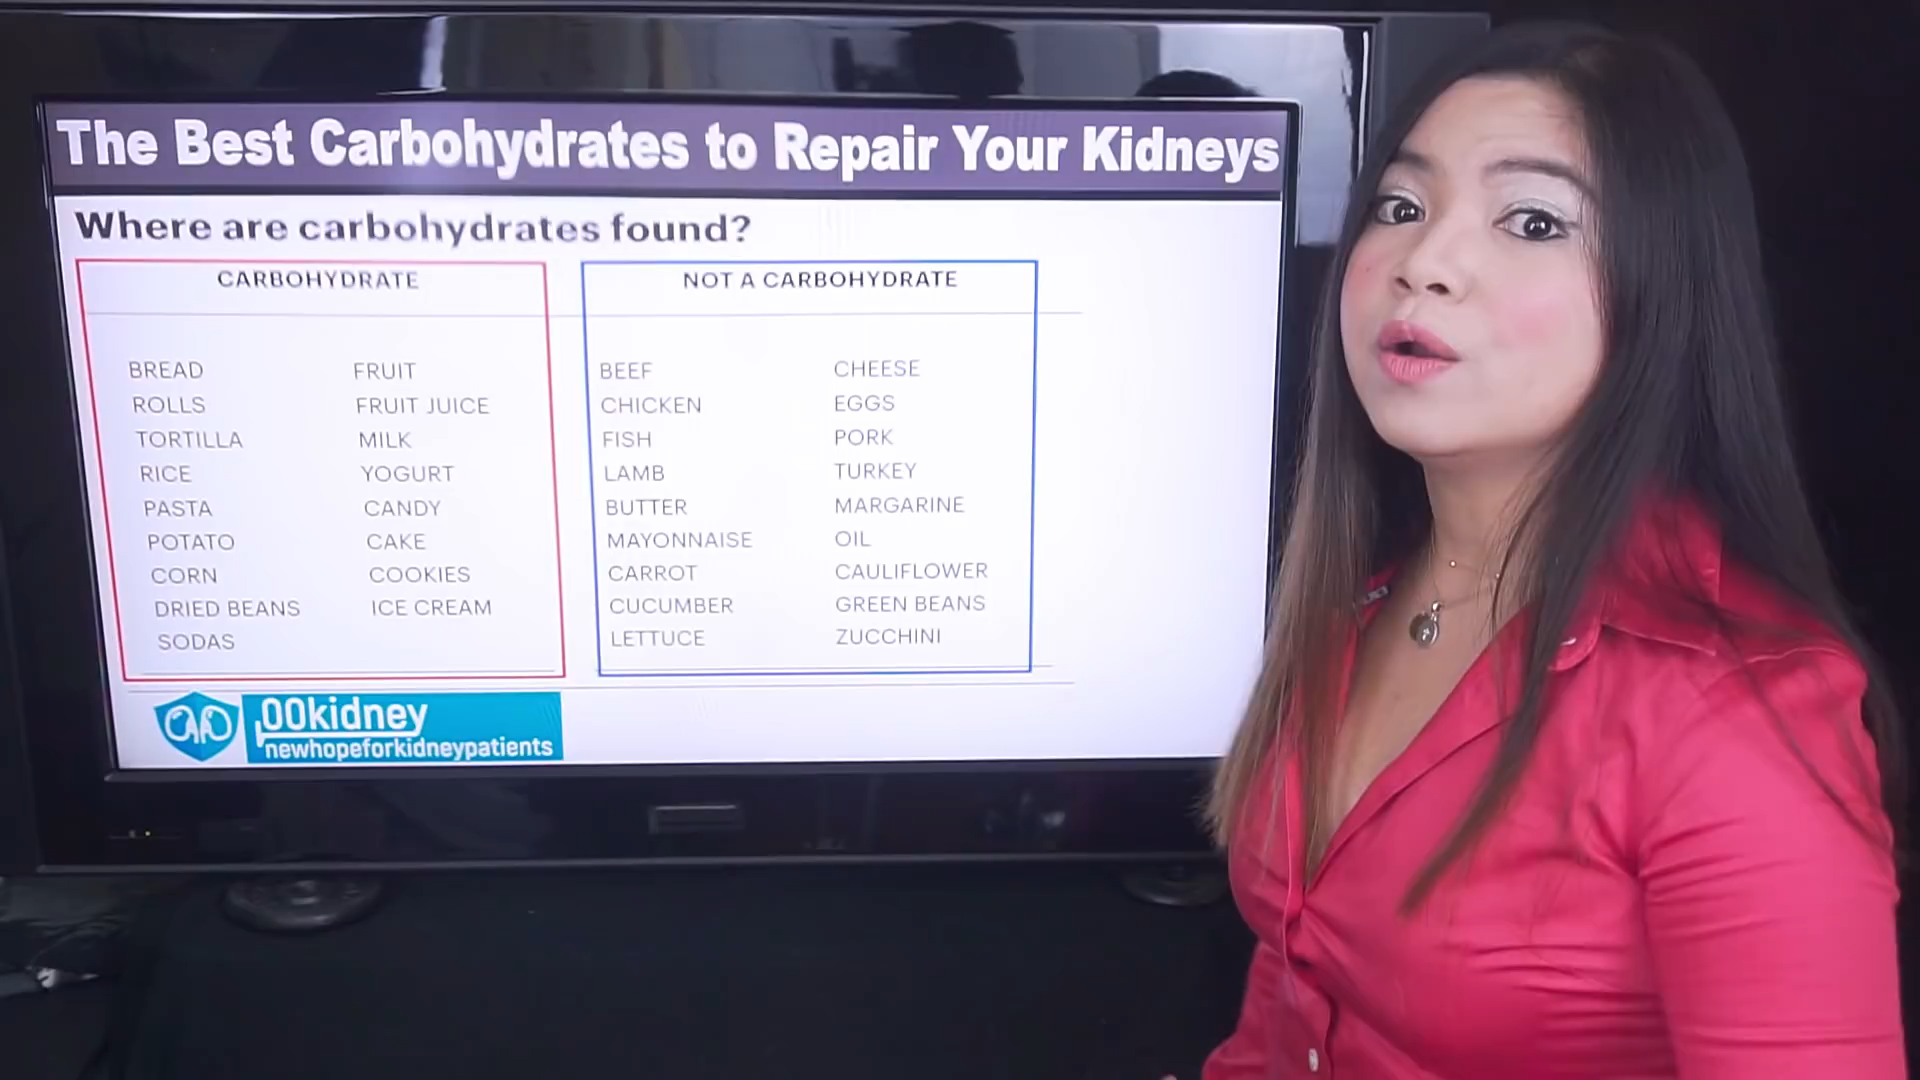 The Best Carbohydrates to Repair Your Kidneys
Where are carbohydrates found?
CARBOHYDRATE
BREAD FRUIT
ROLLS FRUIT JUICE
TORTILLA MILK
RICE YOGURT
PASTA CANDY
POTATO CAKE
CORN COOKIES
DRIED BEANS ICE CREAM
SODAS
NOT A CARBOHYDRATE
BEEF CHEESE
CHICKEN EGGS
FISH PORK
LAMB TURKEY
BUTTER MARGARINE
MAYONNAISE OIL
CARROT CAULIFLOWER
CUCUMBER GREEN BEANS
LETTUCE ZUCCHINI
00kidney
newhopeforkidneypatients